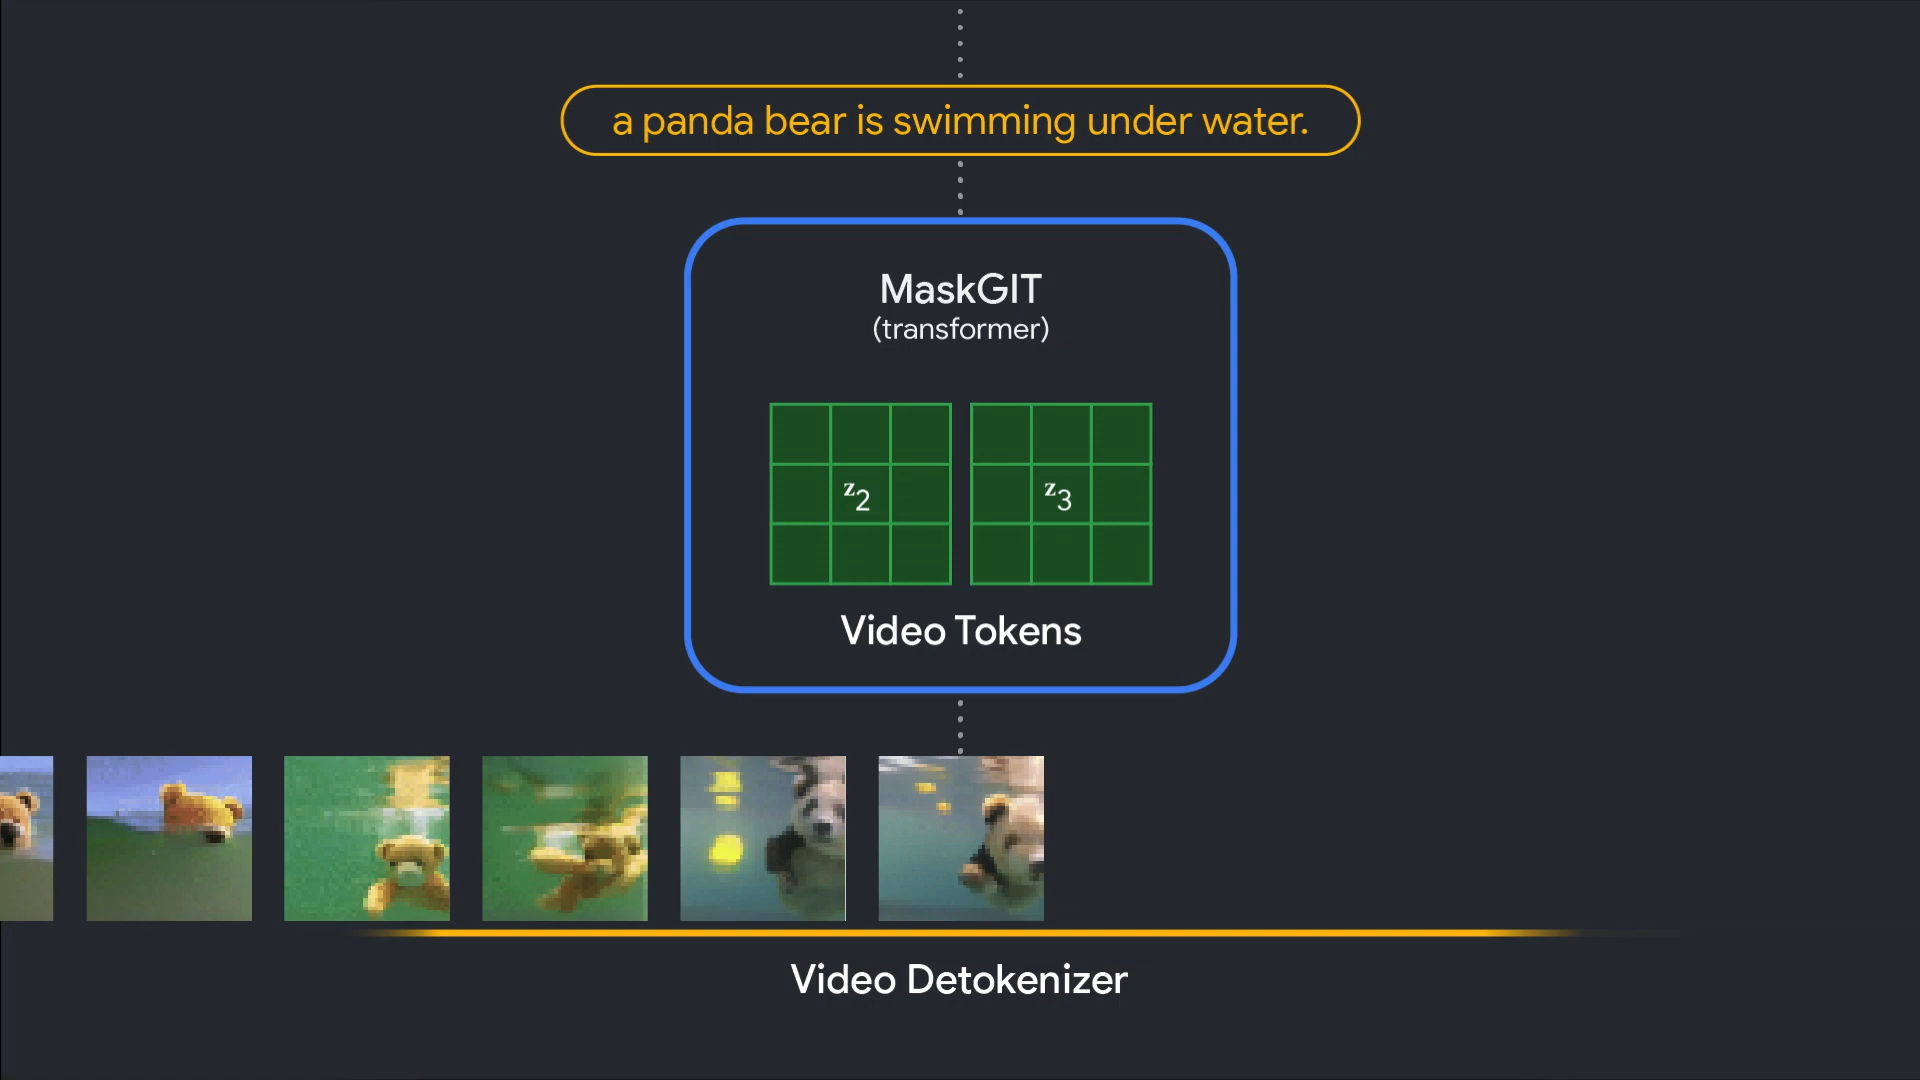 a panda bear is swimming under water.
MaskGIT
(transformer)
z2 z3
Video Tokens
Video Detokenizer